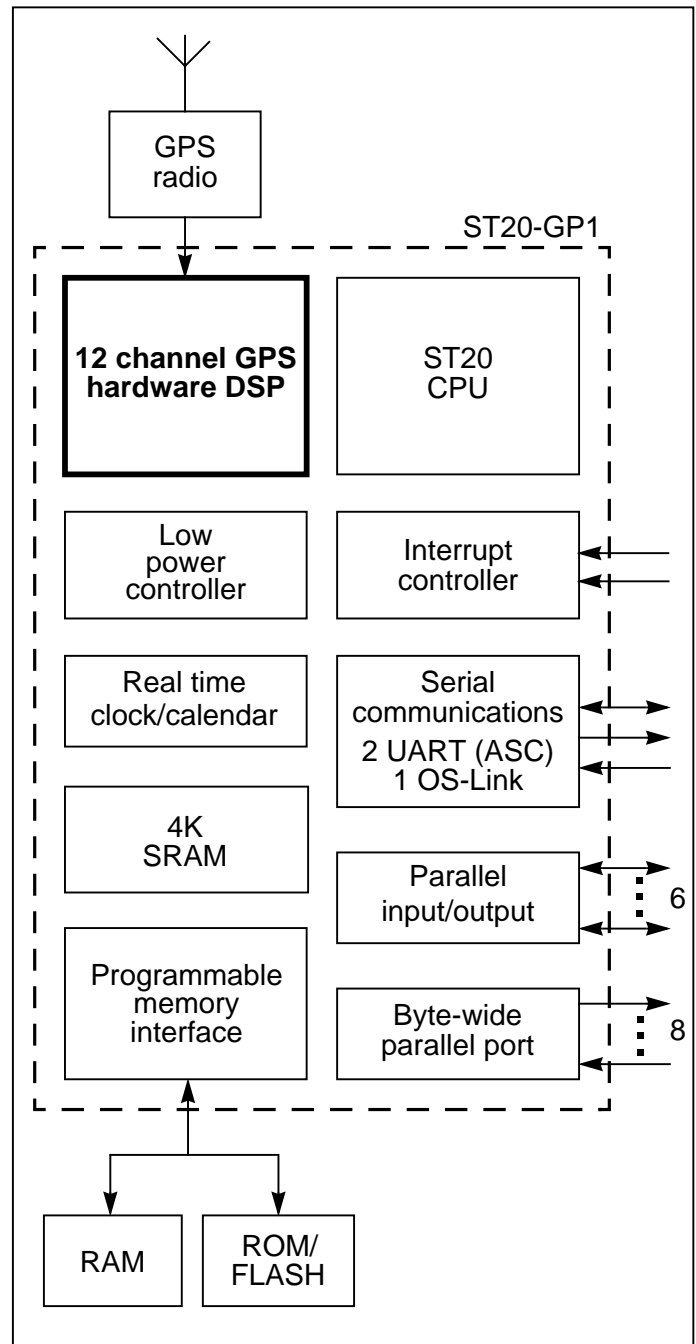 GPS
radio
ST20-GP1
12 channel GPS
hardware DSP
ST20
CPU
Low
power
controller
Interrupt
controller
Real time
clock/calendar
Serial
communications
2 UART (ASC)
1 OS-Link
4K
SRAM
Parallel
input/output
6
Programmable
memory
interface
Byte-wide
parallel port
8
RAM
ROM/
FLASH